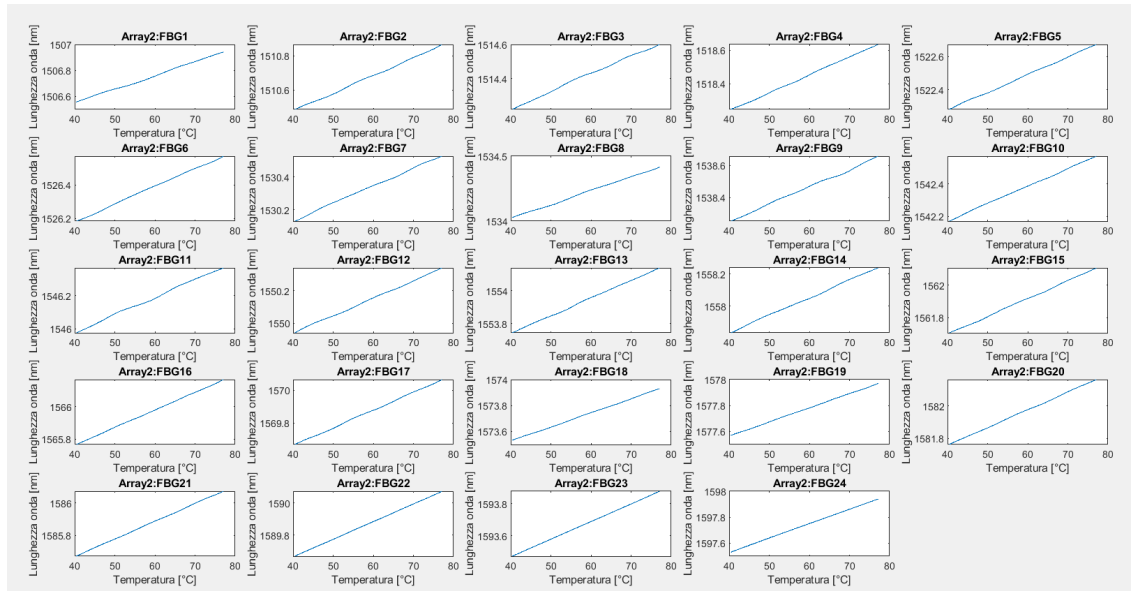 Array2:FBG1 Array2:FBG2 Array2:FBG3 Array2:FBG4 Array2:FBG5
Lunghezza onda [nm] Lunghezza onda [nm] Lunghezza onda [nm] Lunghezza onda [nm] Lunghezza onda [nm]
1507 1514.6
1510.8 1518.6 1522.6
1506.8 1514.4
1510.6 1518.4 1522.4
1506.6
40 50 60 70 80 40 50 60 70 80 40 50 60 70 80 40 50 60 70 80 40 50 60 70 80
Temperatura [°C] Temperatura [°C] Temperatura [°C] Temperatura [°C] Temperatura [°C]
Array2:FBG6 Array2:FBG7 Array2:FBG8 Array2:FBG9 Array2:FBG10
Lunghezza onda [nm] Lunghezza onda [nm] Lunghezza onda [nm] Lunghezza onda [nm] Lunghezza onda [nm]
1534.5
1526.4 1530.4 1538.6 1542.4
1526.2 1530.2 1534 1538.4 1542.2
40 50 60 70 80 40 50 60 70 80 40 50 60 70 80 40 50 60 70 80 40 50 60 70 80
Temperatura [°C] Temperatura [°C] Temperatura [°C] Temperatura [°C] Temperatura [°C]
Array2:FBG11 Array2:FBG12 Array2:FBG13 Array2:FBG14 Array2:FBG15
Lunghezza onda [nm] Lunghezza onda [nm] Lunghezza onda [nm] Lunghezza onda [nm] Lunghezza onda [nm]
1546.2 1550.2 1554 1558.2 1562
1546 1550 1553.8 1558 1561.8
40 50 60 70 80 40 50 60 70 80 40 50 60 70 80 40 50 60 70 80 40 50 60 70 80
Temperatura [°C] Temperatura [°C] Temperatura [°C] Temperatura [°C] Temperatura [°C]
Array2:FBG16 Array2:FBG17 Array2:FBG18 Array2:FBG19 Array2:FBG20
Lunghezza onda [nm] Lunghezza onda [nm] Lunghezza onda [nm] Lunghezza onda [nm] Lunghezza onda [nm]
1574 1578
1566 1570 1573.8 1577.8 1582
1565.8 1569.8 1573.6 1577.6 1581.8
40 50 60 70 80 40 50 60 70 80 40 50 60 70 80 40 50 60 70 80 40 50 60 70 80
Temperatura [°C] Temperatura [°C] Temperatura [°C] Temperatura [°C] Temperatura [°C]
Array2:FBG21 Array2:FBG22 Array2:FBG23 Array2:FBG24
Lunghezza onda [nm] Lunghezza onda [nm] Lunghezza onda [nm] Lunghezza onda [nm]
1598
1586 1590 1593.8 1597.8
1585.8 1589.8 1593.6 1597.6
40 50 60 70 80 40 50 60 70 80 40 50 60 70 80 40 50 60 70 80
Temperatura [°C] Temperatura [°C] Temperatura [°C] Temperatura [°C]